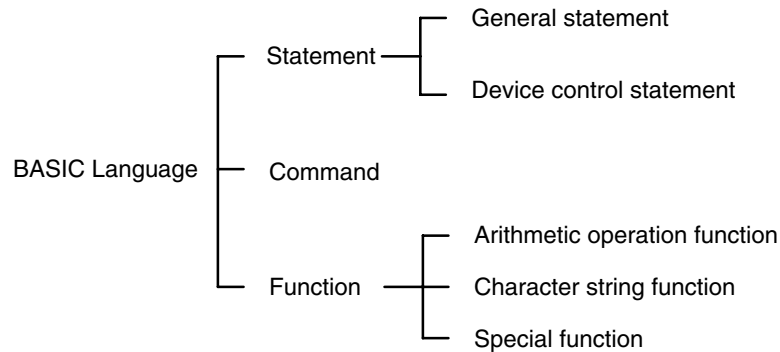 General statement
Statement
Device control statement
BASIC Language
Command
Arithmetic operation function
Function
Character string function
Special function